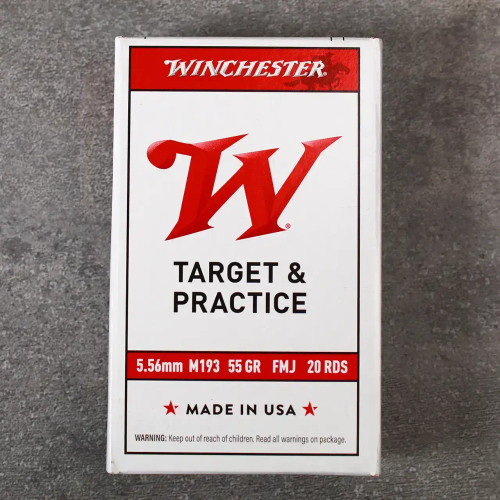 WINCHESTER
W
TARGET &
PRACTICE
5.56mm M193 55 GR FMJ 20 RDS
★ MADE IN USA ★
WARNING: Keep out of reach of children. Read all warnings on package.